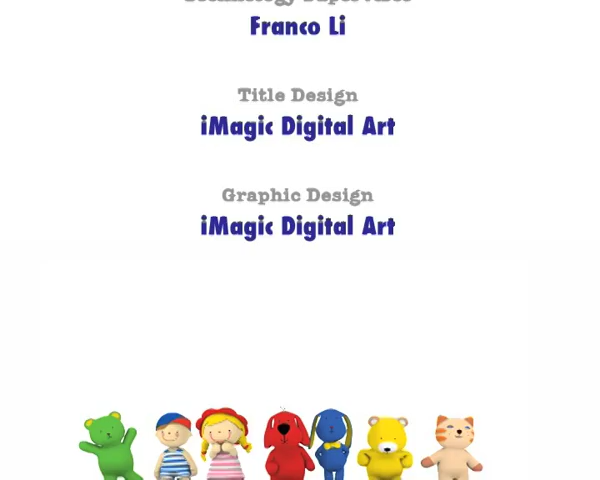 Franco Li
Title Design
iMagic Digital Art
Graphic Design
iMagic Digital Art